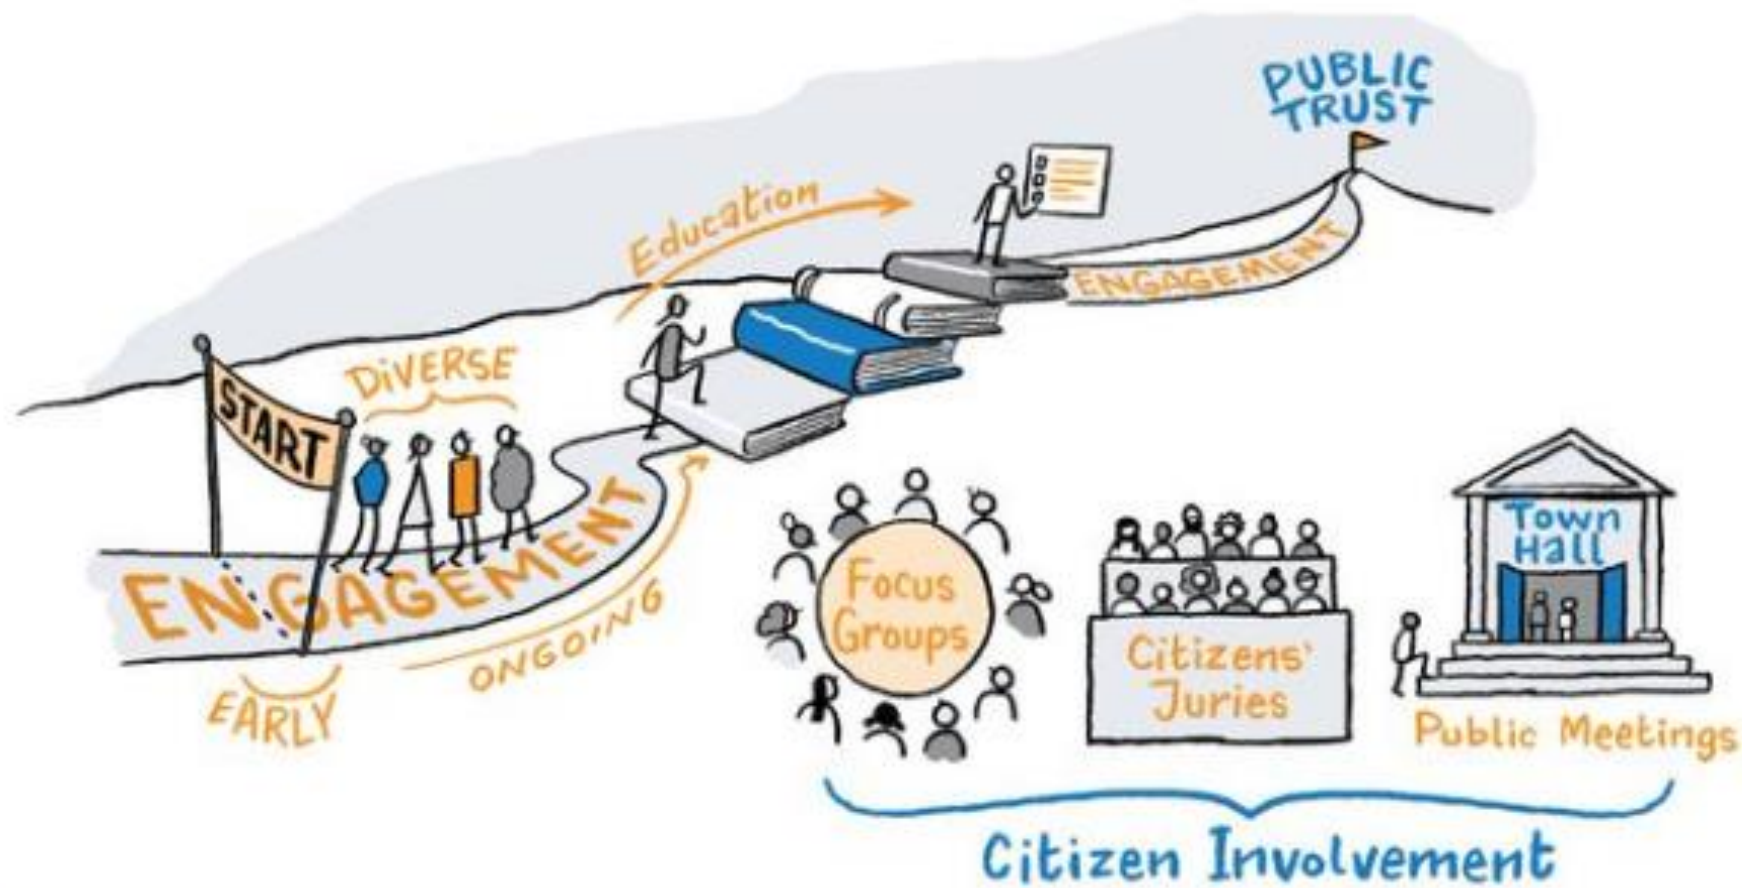 PUBLIC
TRUST
Education
ENGAGEMENT
DiVERSE
START
ENGAGEMENT
ONGOING
EARLY
Focus
Groups
Citizens'
Juries
Town
Hall
Public Meetings
Citizen Involvement